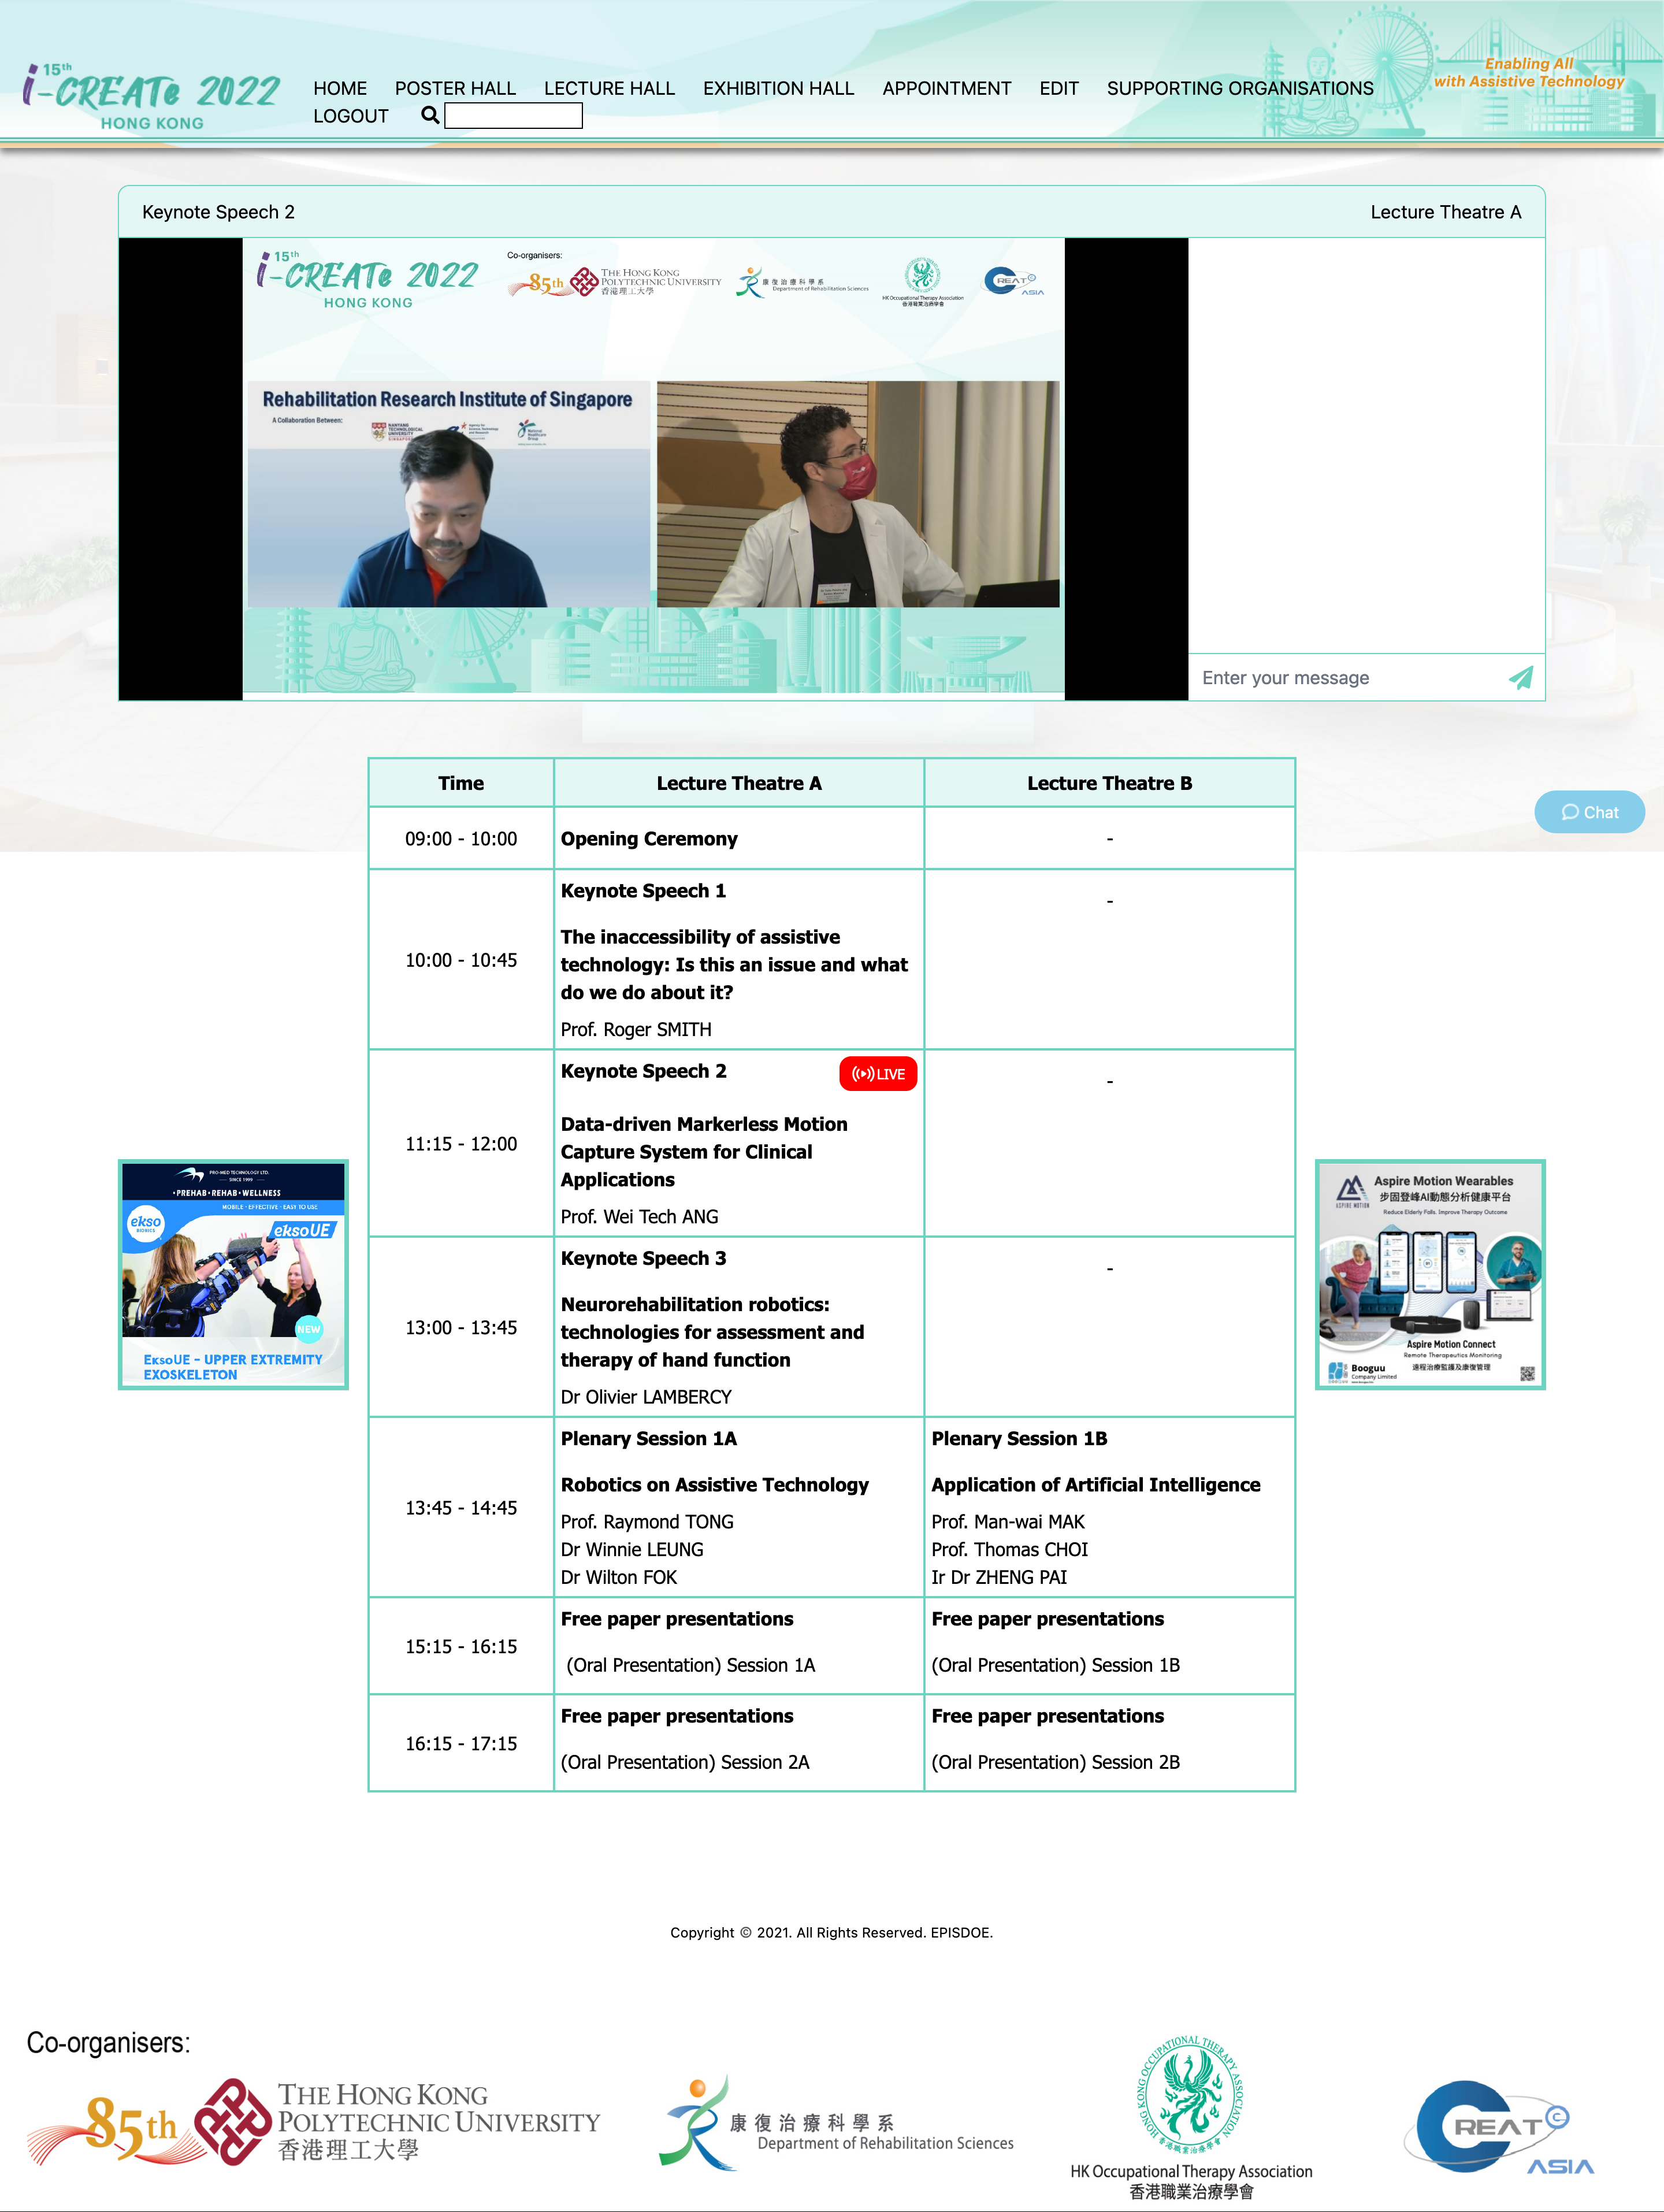 15th
i-CREATe 2022
HONG KONG
HOME
POSTER HALL
LECTURE HALL
EXHIBITION HALL
APPOINTMENT
EDIT
SUPPORTING ORGANISATIONS
LOGOUT
Enabling All
with Assistive Technology
Keynote Speech 2
Lecture Theatre A
15th
i-CREATe 2022
HONG KONG
Co-organisers:
85th
THE HONG KONG
POLYTECHNIC UNIVERSITY
香港理工大學
康復治療科學系
Department of Rehabilitation Sciences
HK Occupational Therapy Association
香港職業治療學會
CREATe
ASIA
Rehabilitation Research Institute of Singapore
A Collaboration Between:
NANYANG
TECHNOLOGICAL
UNIVERSITY
SINGAPORE
National
Healthcare
Group
Enter your message
Chat
Time
Lecture Theatre A
Lecture Theatre B
09:00 - 10:00
Opening Ceremony
-
10:00 - 10:45
Keynote Speech 1
The inaccessibility of assistive
technology: Is this an issue and what
do we do about it?
Prof. Roger SMITH
-
11:15 - 12:00
Keynote Speech 2
LIVE
Data-driven Markerless Motion
Capture System for Clinical
Applications
Prof. Wei Tech ANG
-
13:00 - 13:45
Keynote Speech 3
Neurorehabilitation robotics:
technologies for assessment and
therapy of hand function
Dr Olivier LAMBERCY
-
13:45 - 14:45
Plenary Session 1A
Robotics on Assistive Technology
Prof. Raymond TONG
Dr Winnie LEUNG
Dr Wilton FOK
Plenary Session 1B
Application of Artificial Intelligence
Prof. Man-wai MAK
Prof. Thomas CHOI
Ir Dr ZHENG PAI
15:15 - 16:15
Free paper presentations
(Oral Presentation) Session 1A
Free paper presentations
(Oral Presentation) Session 1B
16:15 - 17:15
Free paper presentations
(Oral Presentation) Session 2A
Free paper presentations
(Oral Presentation) Session 2B
PRO-MED TECHNOLOGY LTD.
SINCE 1999
•PREHAB•REHAB•WELLNESS
MOBILE • EFFECTIVE • EASY TO USE
ekso
BIONICS
eksoUE
NEW
EksoUE – UPPER EXTREMITY
EXOSKELETON
ASPIRE MOTION
Aspire Motion Wearables
步固登峰AI動態分析健康平台
Reduce Elderly Falls. Improve Therapy Outcome
Aspire Motion Connect
Remote Therapeutics Monitoring
遠程治療監護及康復管理
Booguu
Company Limited
Copyright © 2021. All Rights Reserved. EPISDOE.
Co-organisers:
85th
THE HONG KONG
POLYTECHNIC UNIVERSITY
香港理工大學
康復治療科學系
Department of Rehabilitation Sciences
HONG KONG OCCUPATIONAL THERAPY ASSOCIATION
香港職業治療學會
HK Occupational Therapy Association
香港職業治療學會
CREATe
ASIA